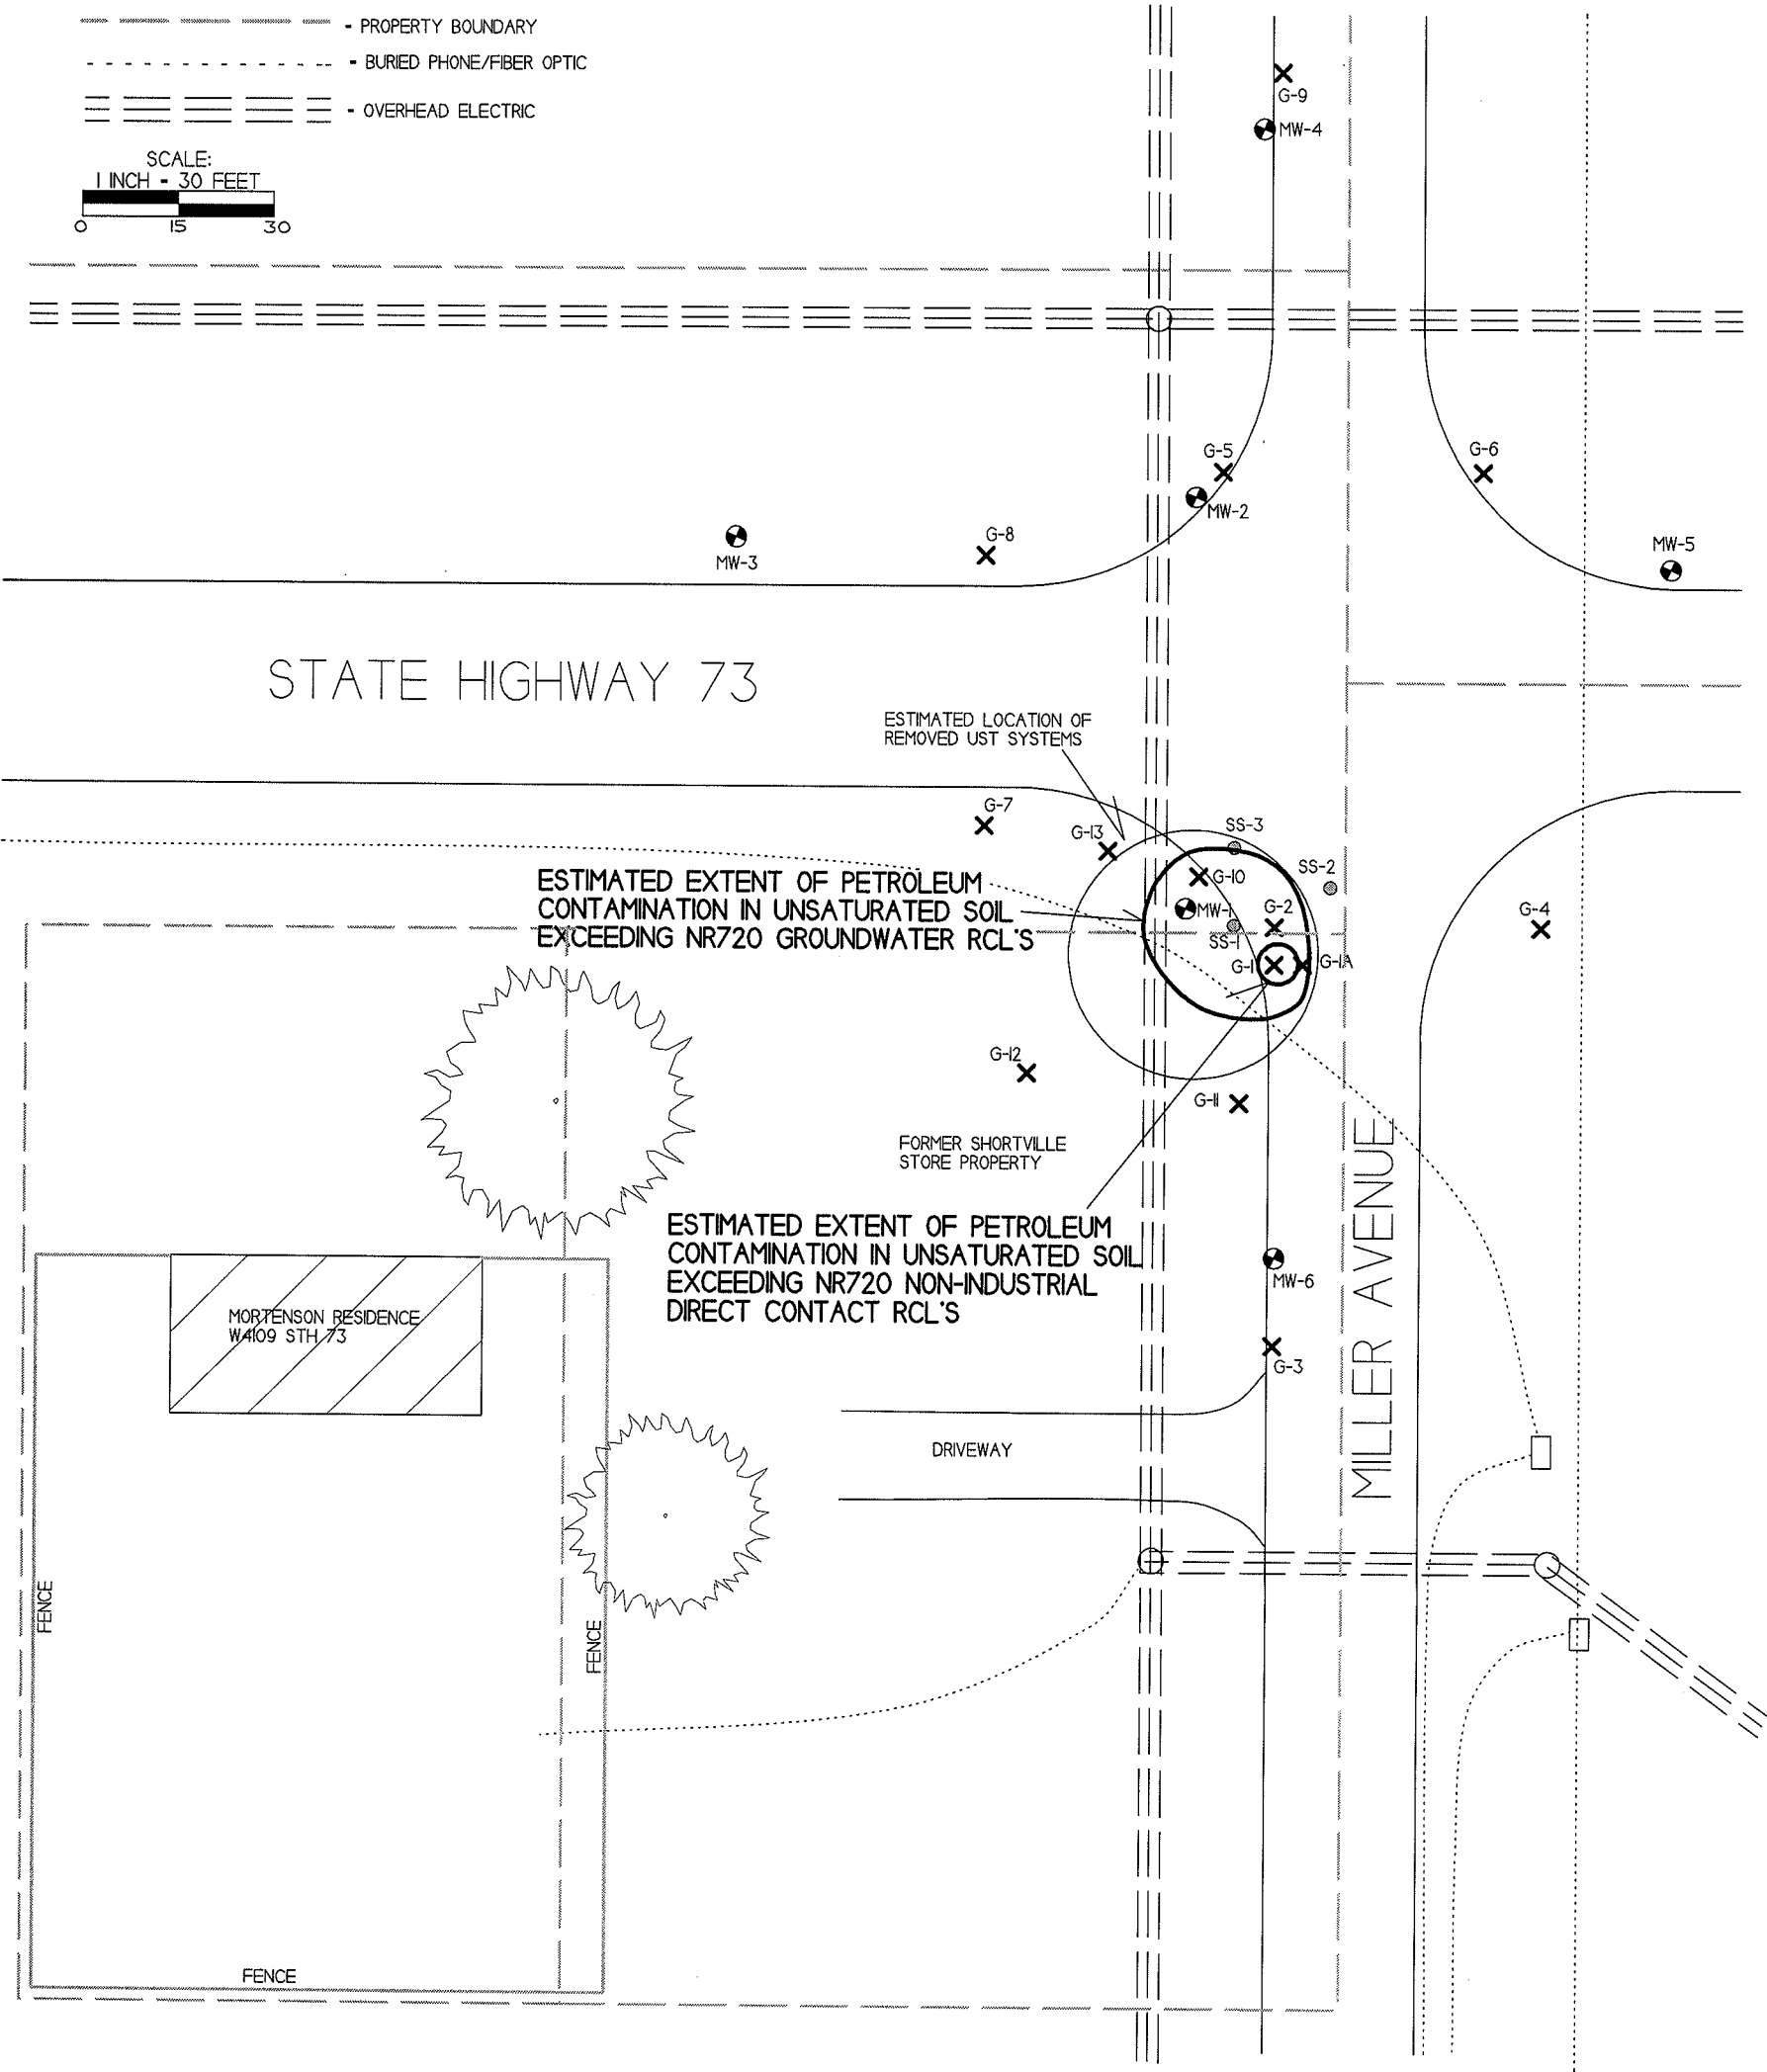 - PROPERTY BOUNDARY
- BURIED PHONE/FIBER OPTIC
- OVERHEAD ELECTRIC
SCALE:
1 INCH - 30 FEET
0 15 30
G-9
MW-4
G-5
G-6
MW-2
G-8
MW-3
MW-5
STATE HIGHWAY 73
ESTIMATED LOCATION OF
REMOVED UST SYSTEMS
G-7
G-13
SS-3
SS-2
G-10
MW-1
G-2
SS-1
G-4
G-1
G-1A
ESTIMATED EXTENT OF PETROLEUM
CONTAMINATION IN UNSATURATED SOIL
EXCEEDING NR720 GROUNDWATER RCL'S
G-12
G-11
FORMER SHORTVILLE
STORE PROPERTY
ESTIMATED EXTENT OF PETROLEUM
CONTAMINATION IN UNSATURATED SOIL
EXCEEDING NR720 NON-INDUSTRIAL
DIRECT CONTACT RCL'S
MW-6
G-3
MILLER AVENUE
MORTENSON RESIDENCE
W4109 STH 73
DRIVEWAY
FENCE
FENCE
FENCE